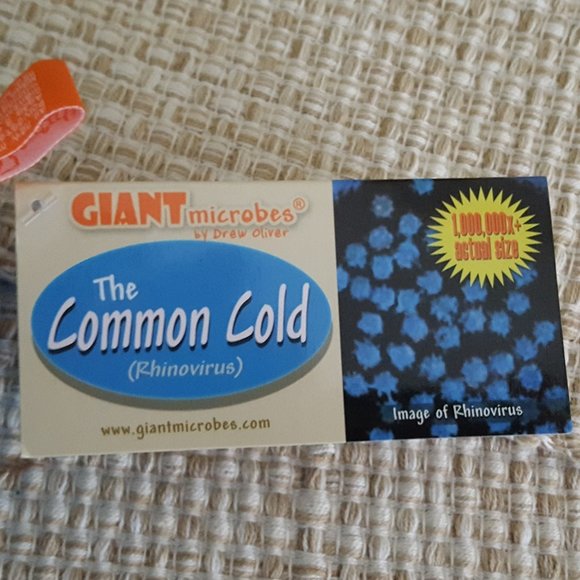 GIANTmicrobes®
by Drew Oliver
The
Common Cold
(Rhinovirus)
www.giantmicrobes.com
1,000,000x+
actual size
Image of Rhinovirus